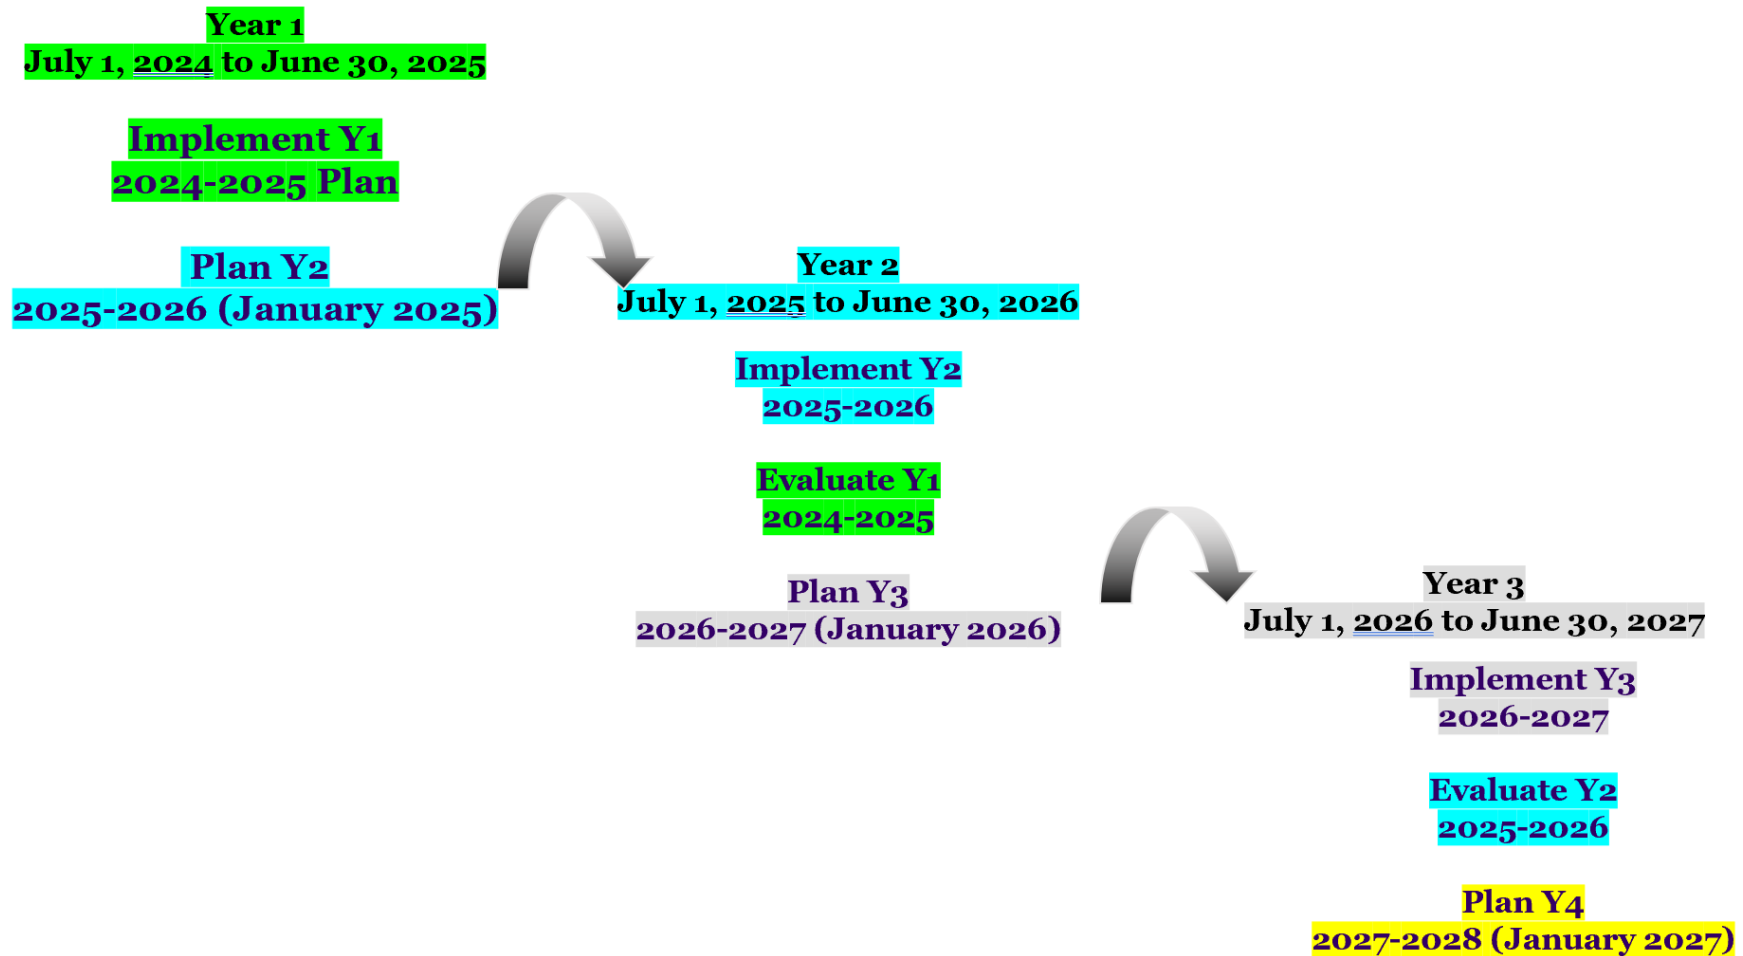 Year 1
July 1, 2024 to June 30, 2025
Implement Y1
2024-2025 Plan
Plan Y2
2025-2026 (January 2025)
Year 2
July 1, 2025 to June 30, 2026
Implement Y2
2025-2026
Evaluate Y1
2024-2025
Plan Y3
2026-2027 (January 2026)
Year 3
July 1, 2026 to June 30, 2027
Implement Y3
2026-2027
Evaluate Y2
2025-2026
Plan Y4
2027-2028 (January 2027)